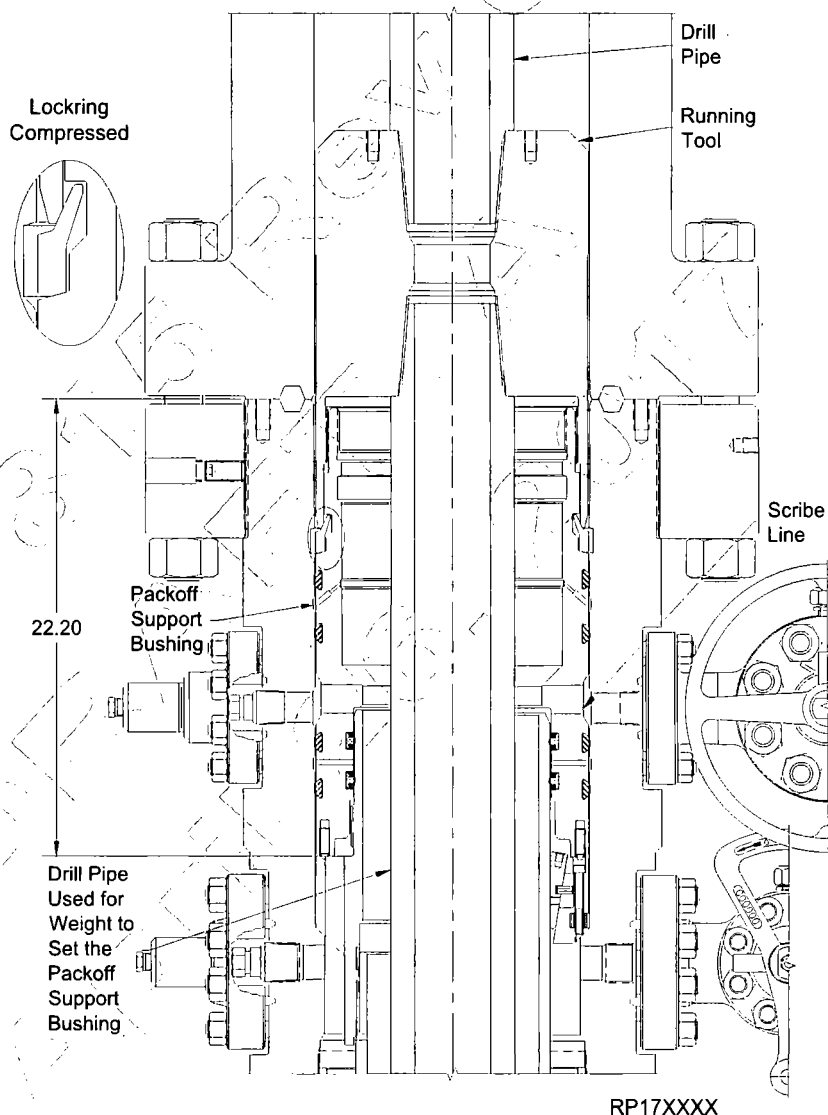 Drill
Pipe
Lockring
Compressed
Running
Tool
Scribe
Line
Packoff
Support
Bushing
22.20
Drill Pipe
Used for
Weight to
Set the
Packoff
Support
Bushing
RP17XXXX